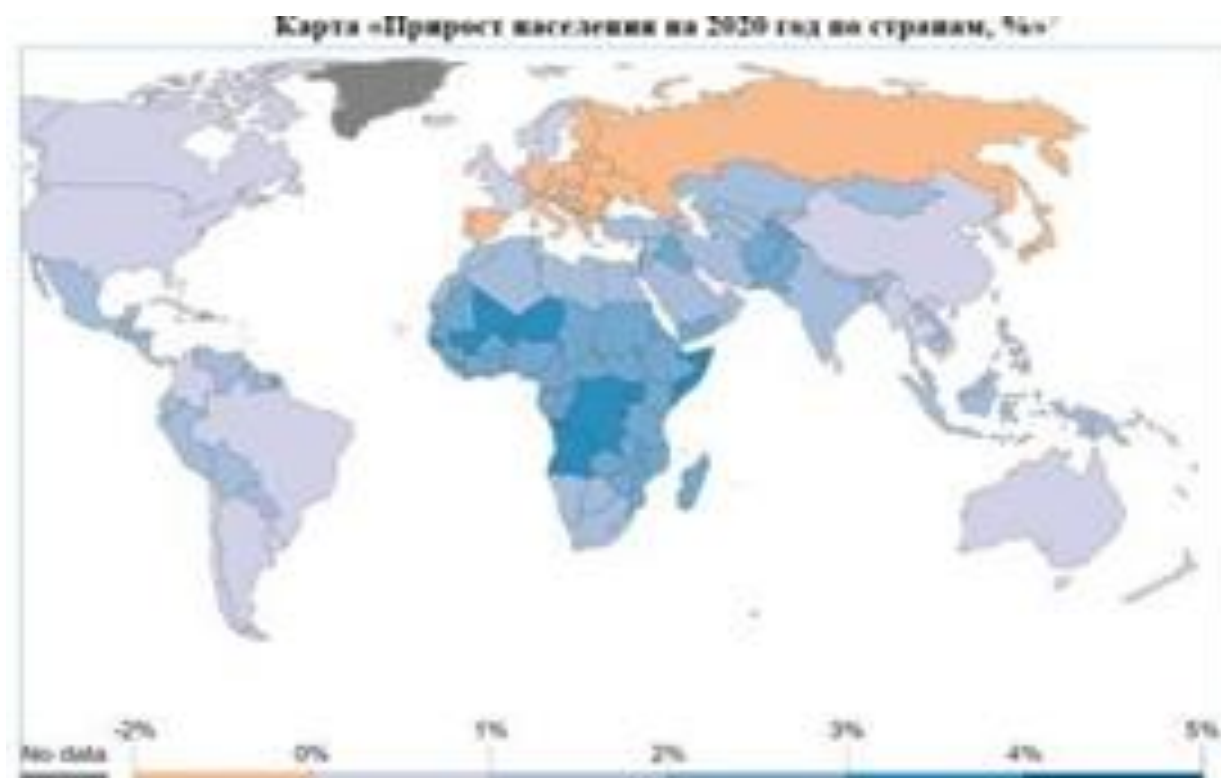 Карта «Прирост населения на 2020 год по странам, %»
-2% 1% 3% 5%
No data 0% 2% 4%